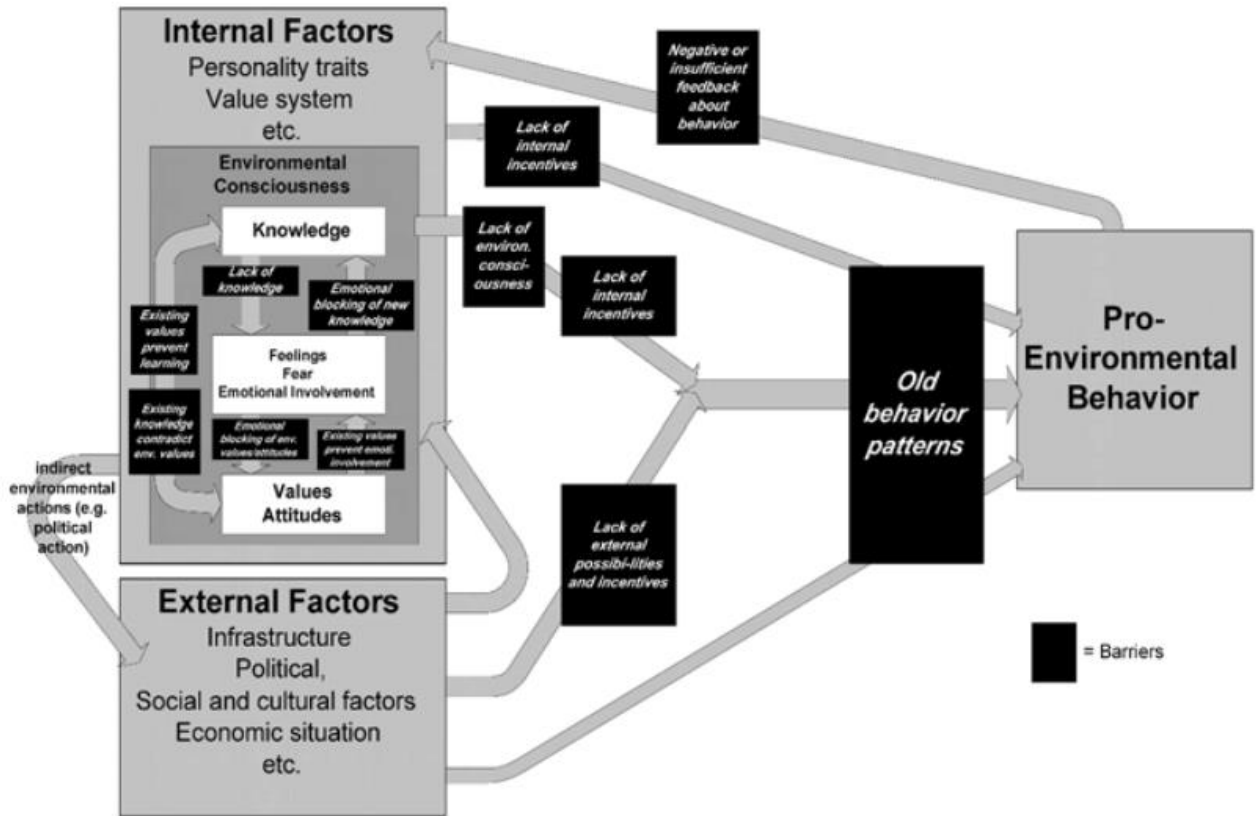 Internal Factors
Personality traits
Value system
etc.
Environmental
Consciousness
Knowledge
Lack of
knowledge
Emotional
blocking of new
knowledge
Existing
values
prevent
learning
Feelings
Fear
Emotional Involvement
Existing
knowledge
contradict
env. values
Emotional
blocking of env.
values/attitudes
Existing values
prevent emot.
involvement
Values
Attitudes
indirect
environmental
actions (e.g.
political
action)
External Factors
Infrastructure
Political,
Social and cultural factors
Economic situation
etc.
Negative or
insufficient
feedback
about
behavior
Lack of
internal
incentives
Lack of
environ.
consci-
ousness
Lack of
internal
incentives
Lack of
external
possibi-lities
and incentives
Old
behavior
patterns
Pro-
Environmental
Behavior
= Barriers